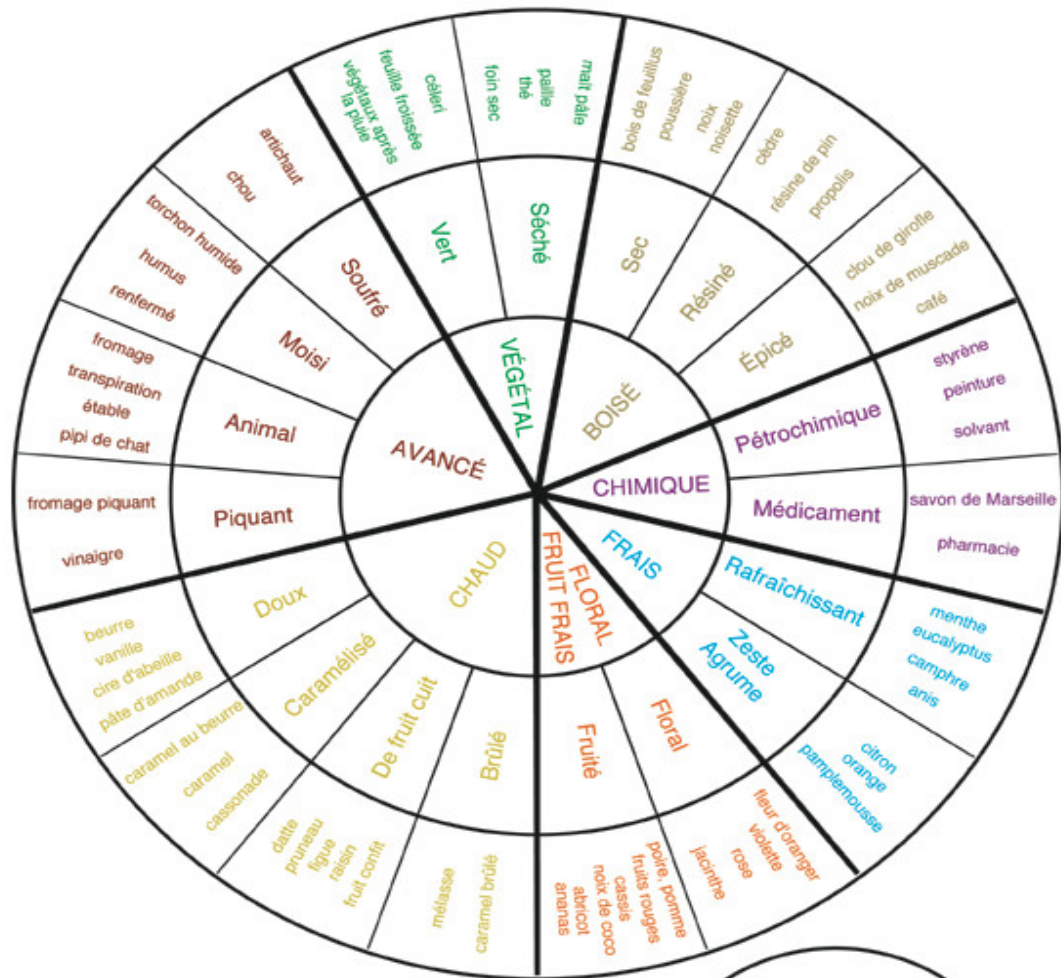 VÉGÉTAL
Vert
céleri
feuille froissée
végétaux après
la pluie
Séché
malt pâle
paille
thé
foin sec
BOISÉ
Sec
bois de feuillus
poussière
noix
noisette
Résiné
cèdre
résine de pin
propolis
Épicé
clou de girofle
noix de muscade
café
CHIMIQUE
Pétrochimique
styrène
peinture
solvant
Médicament
savon de Marseille
pharmacie
FRAIS
Rafraîchissant
menthe
eucalyptus
camphre
anis
Zeste
Agrume
citron
orange
pamplemousse
FLORAL-
FRUIT FRAIS
Floral
fleur d'oranger
violette
rose
jacinthe
Fruité
poire, pomme
fruits rouges
cassis
noix de coco
abricot
ananas
CHAUD
Brûlé
mélasse
caramel brûlé
De fruit cuit
datte
pruneau
figue
raisin
fruit confit
Caramélisé
caramel au beurre
caramel
cassonade
Doux
beurre
vanille
cire d'abeille
pâte d'amande
AVANCÉ
Piquant
fromage piquant
vinaigre
Animal
fromage
transpiration
étable
pipi de chat
Moisi
torchon humide
humus
renfermé
Soufré
artichaut
chou